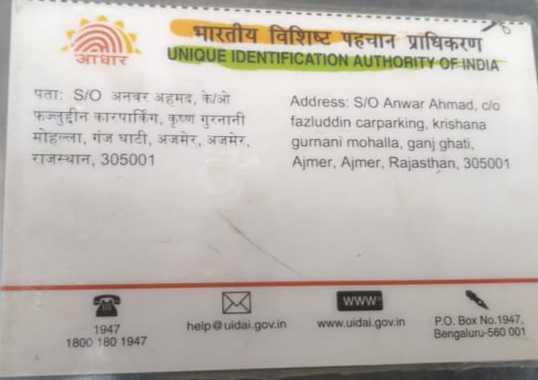 भारतीय विशिष्ट पहचान प्राधिकरण
UNIQUE IDENTIFICATION AUTHORITY OF INDIA
आधार
पता: S/O अनवर अहमद, के/ओ
फज्लुद्दीन कारपार्किंग, कृष्ण गुरनानी
मोहल्ला, गंज घाटी, अजमेर, अजमेर,
राजस्थान, 305001
Address: S/O Anwar Ahmad, c/o
fazluddin carparking, krishana
gurnani mohalla, ganj ghati,
Ajmer, Ajmer, Rajasthan, 305001
1947
1800 180 1947
help@uidai.gov.in
WWW
www.uidai.gov.in
P.O. Box No.1947,
Bengaluru-560 001